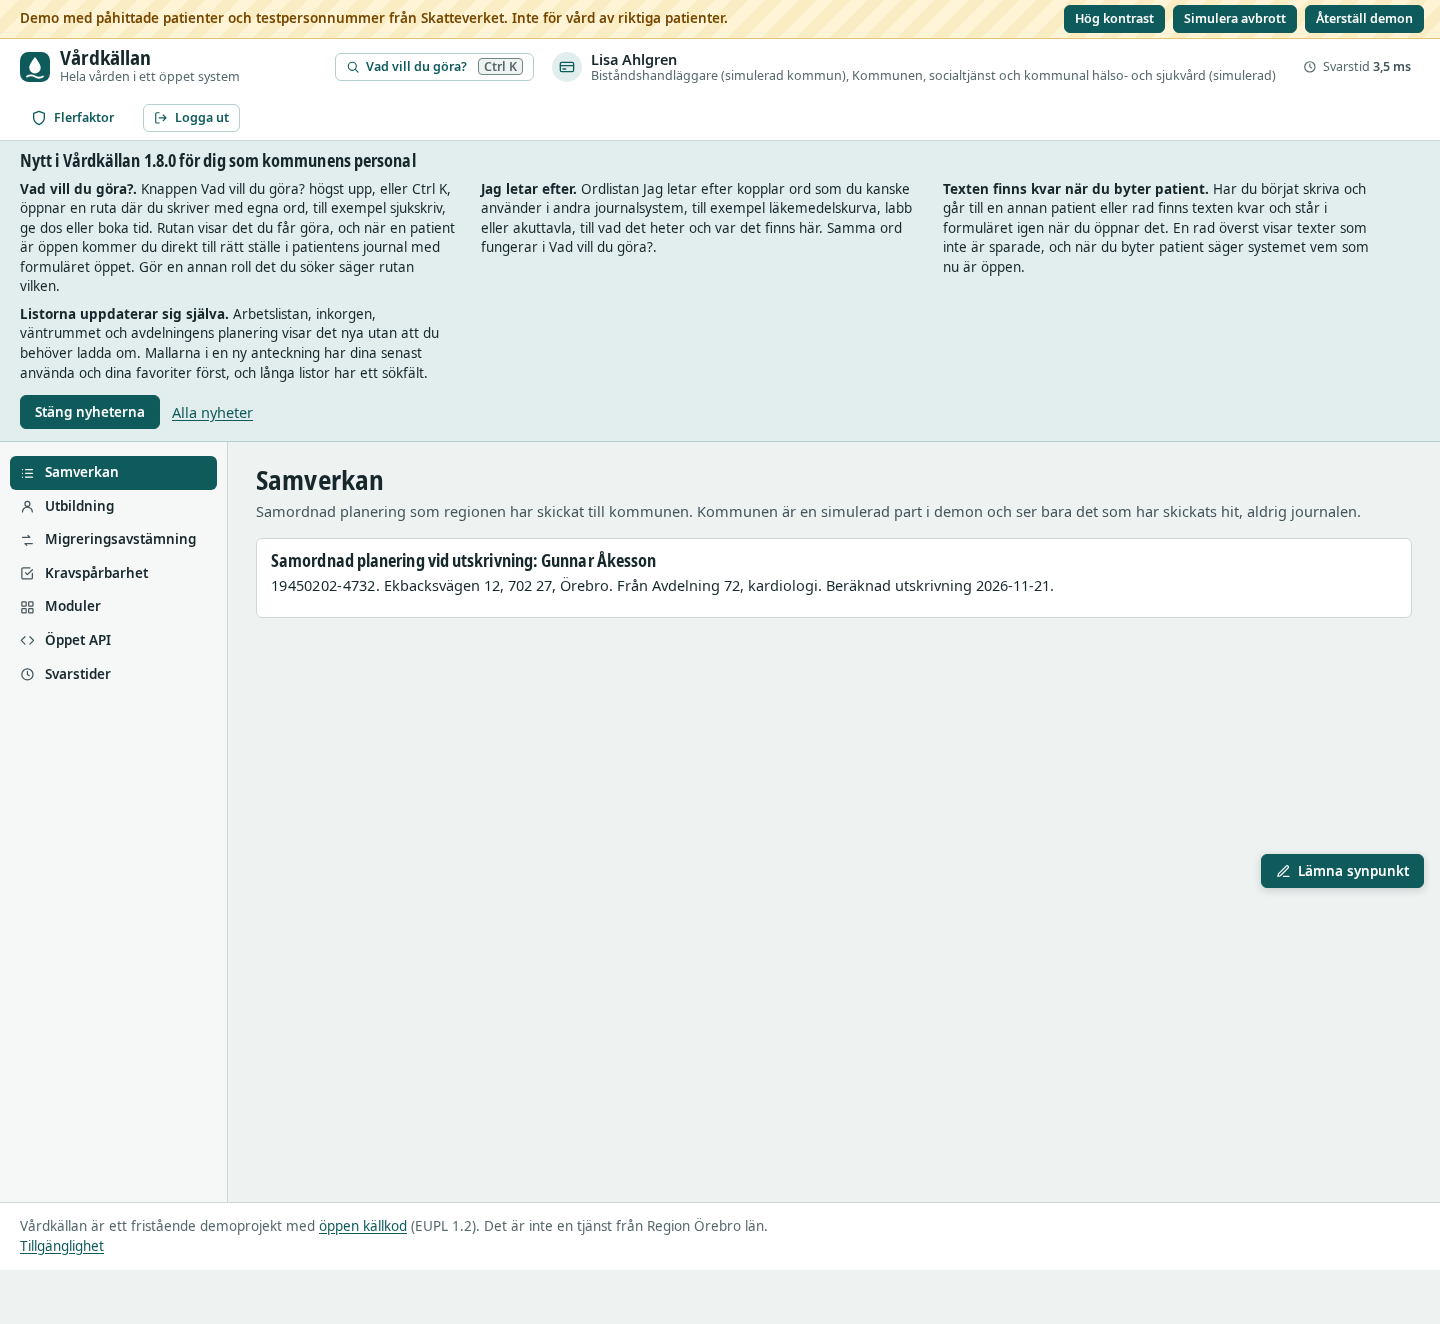 Demo med påhittade patienter och testpersonnummer från Skatteverket. Inte för vård av riktiga patienter.
Hög kontrast
Simulera avbrott
Återställ demon
Vårdkällan
Hela vården i ett öppet system
Vad vill du göra?
Ctrl K
Lisa Ahlgren
Biståndshandläggare (simulerad kommun), Kommunen, socialtjänst och kommunal hälso- och sjukvård (simulerad)
Svarstid 3,5 ms
Flerfaktor
Logga ut
Nytt i Vårdkällan 1.8.0 för dig som kommunens personal
Vad vill du göra?. Knappen Vad vill du göra? högst upp, eller Ctrl K,
öppnar en ruta där du skriver med egna ord, till exempel sjukskriv,
ge dos eller boka tid. Rutan visar det du får göra, och när en patient
är öppen kommer du direkt till rätt ställe i patientens journal med
formuläret öppet. Gör en annan roll det du söker säger rutan
vilken.
Jag letar efter. Ordlistan Jag letar efter kopplar ord som du kanske
använder i andra journalsystem, till exempel läkemedelskurva, labb
eller akuttavla, till vad det heter och var det finns här. Samma ord
fungerar i Vad vill du göra?.
Texten finns kvar när du byter patient. Har du börjat skriva och
går till en annan patient eller rad finns texten kvar och står i
formuläret igen när du öppnar det. En rad överst visar texter som
inte är sparade, och när du byter patient säger systemet vem som
nu är öppen.
Listorna uppdaterar sig själva. Arbetslistan, inkorgen,
väntrummet och avdelningens planering visar det nya utan att du
behöver ladda om. Mallarna i en ny anteckning har dina senast
använda och dina favoriter först, och långa listor har ett sökfält.
Stäng nyheterna
Alla nyheter
Samverkan
Utbildning
Migreringsavstämning
Kravspårbarhet
Moduler
Öppet API
Svarstider
Samverkan
Samordnad planering som regionen har skickat till kommunen. Kommunen är en simulerad part i demon och ser bara det som har skickats hit, aldrig journalen.
Samordnad planering vid utskrivning: Gunnar Åkesson
19450202-4732. Ekbacksvägen 12, 702 27, Örebro. Från Avdelning 72, kardiologi. Beräknad utskrivning 2026-11-21.
Lämna synpunkt
Vårdkällan är ett fristående demoprojekt med öppen källkod (EUPL 1.2). Det är inte en tjänst från Region Örebro län.
Tillgänglighet